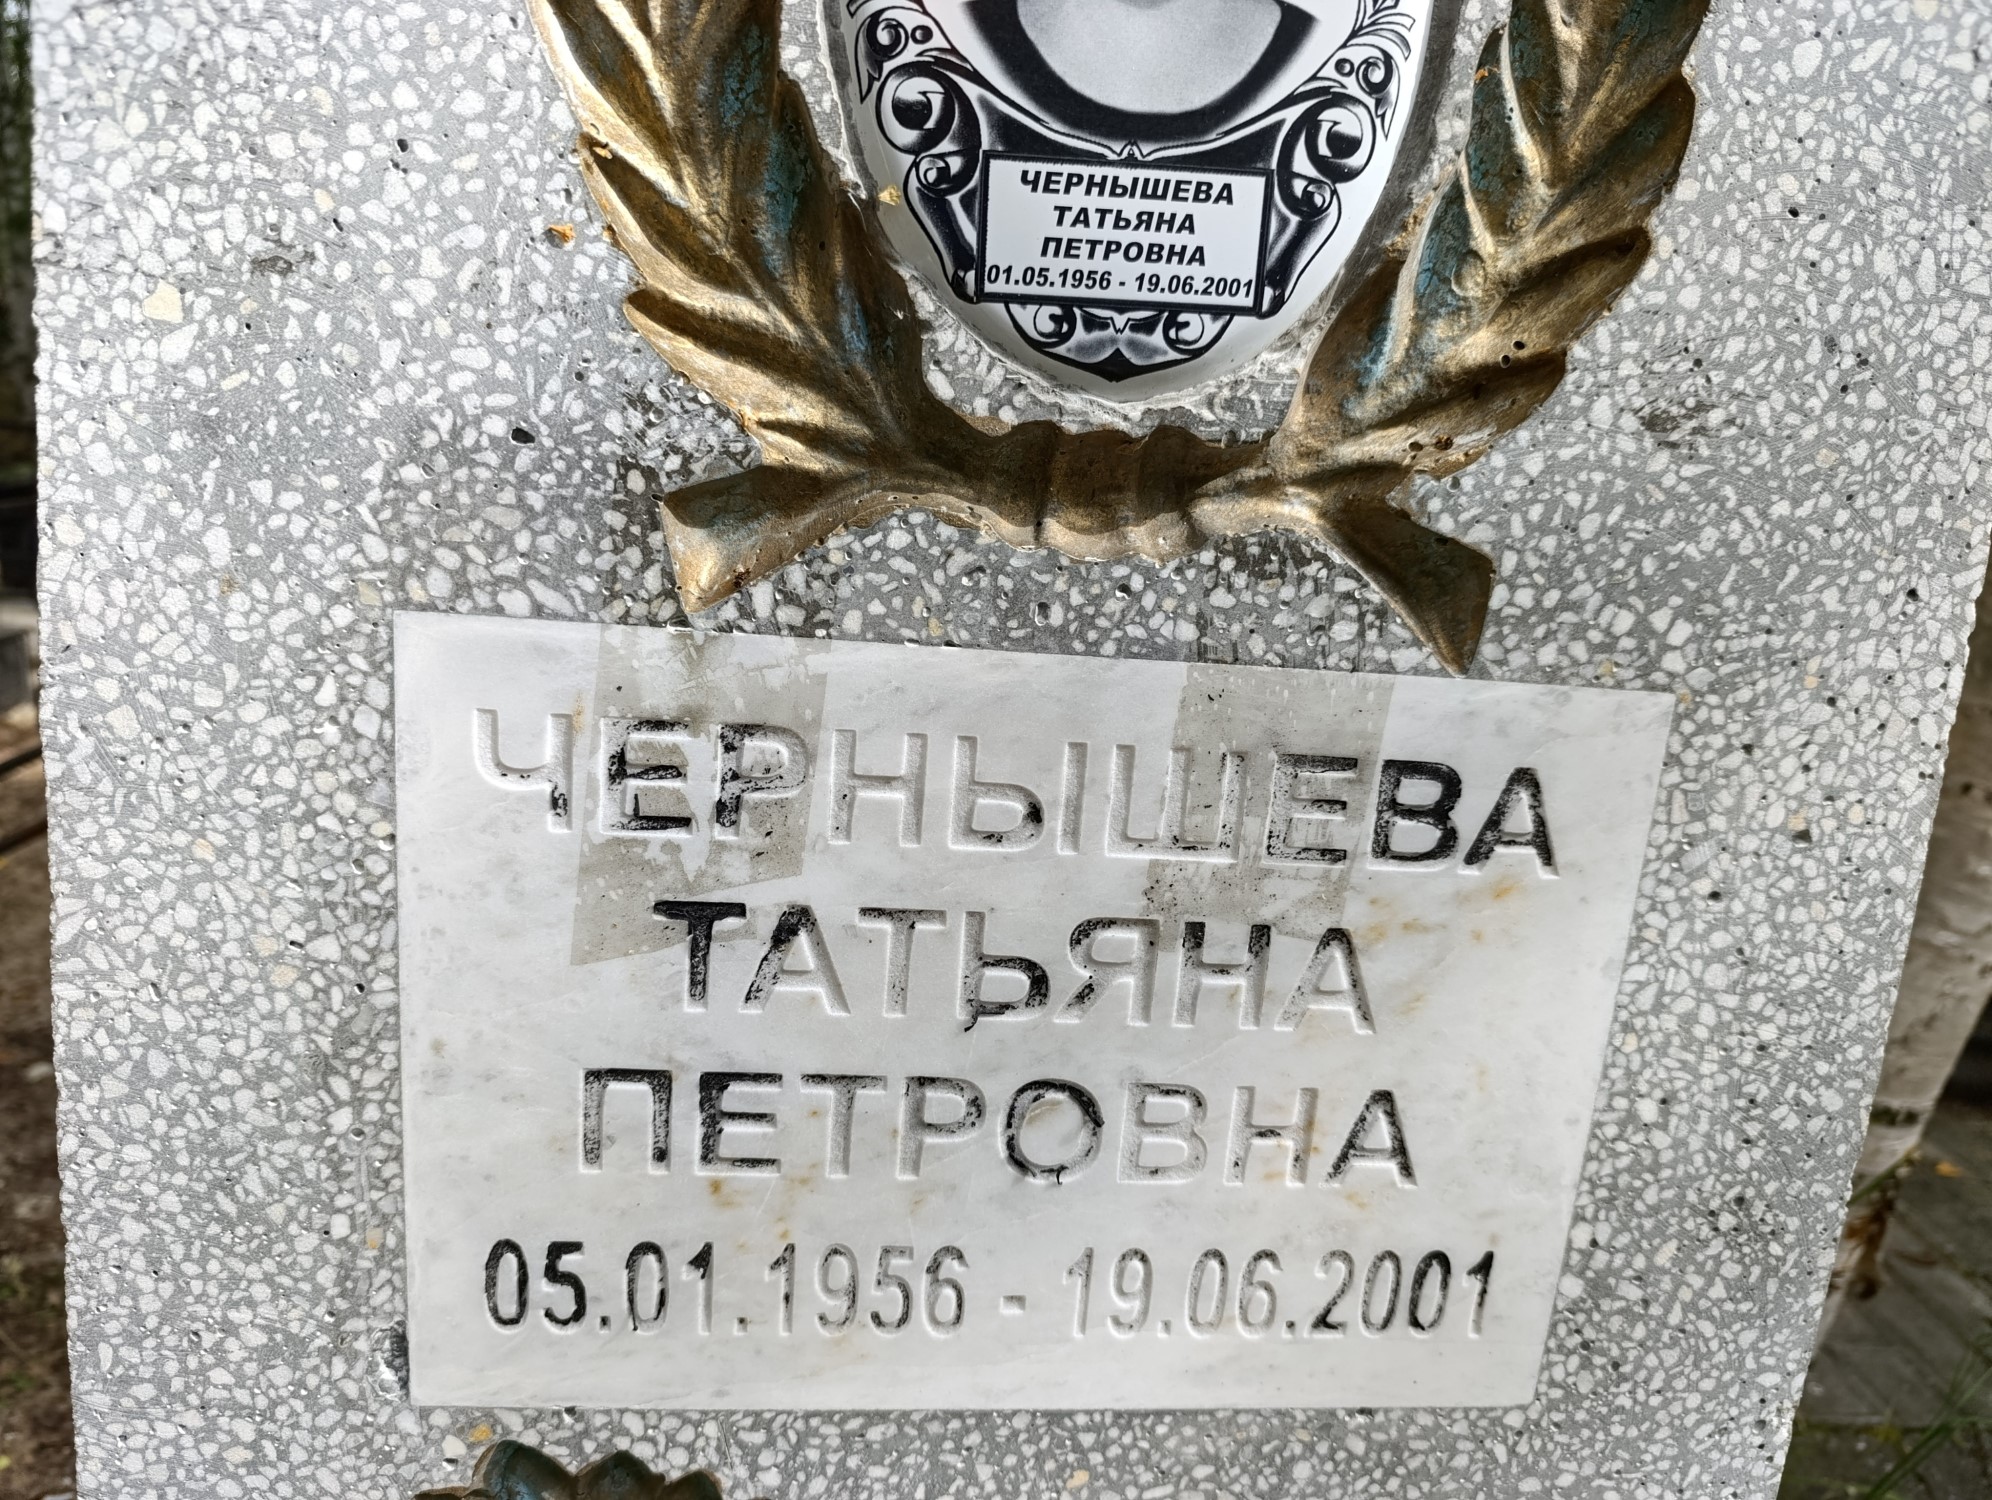 ЧЕРНЫШЕВА
ТАТЬЯНА
ПЕТРОВНА
01.05.1956 - 19.06.2001
ЧЕРНЫШЕВА
ТАТЬЯНА
ПЕТРОВНА
05.01.1956 - 19.06.2001